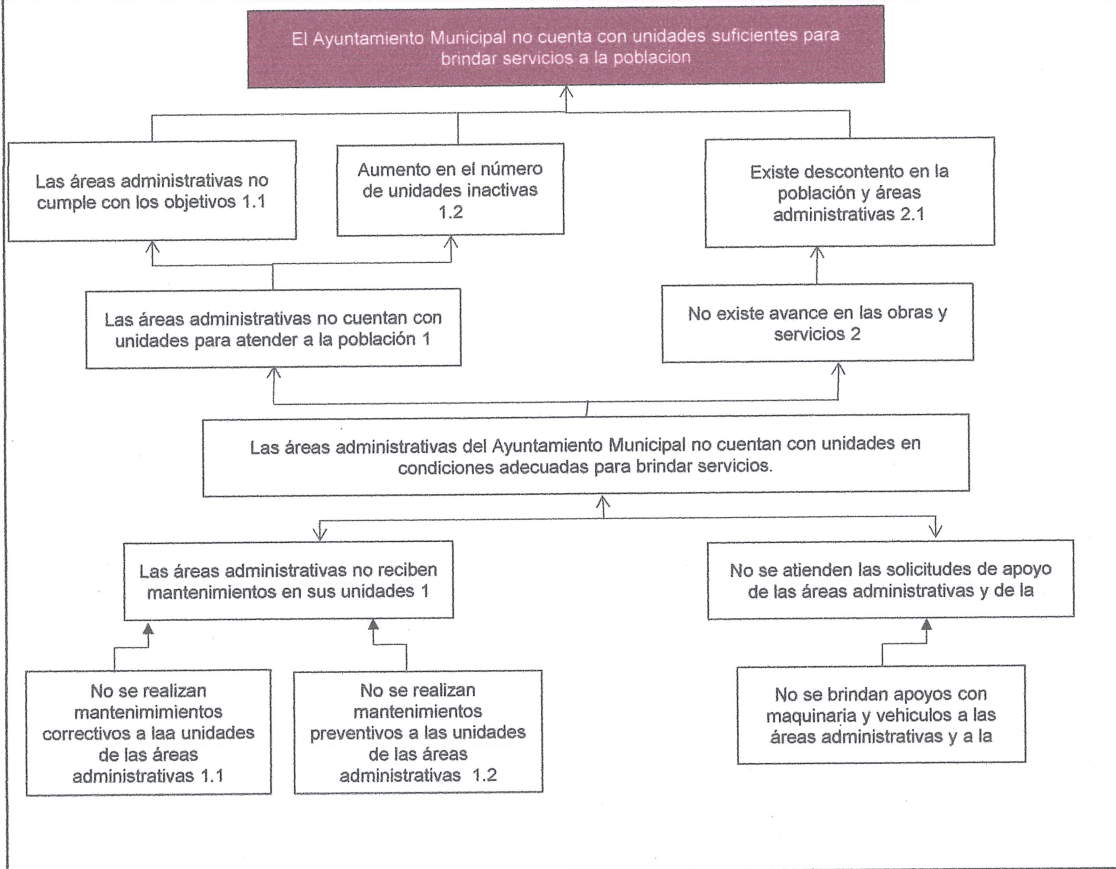 El Ayuntamiento Municipal no cuenta con unidades suficientes para
brindar servicios a la poblacion
Las áreas administrativas no
cumple con los objetivos 1.1
Aumento en el número
de unidades inactivas
1.2
Existe descontento en la
población y áreas
administrativas 2.1
Las áreas administrativas no cuentan con
unidades para atender a la población 1
No existe avance en las obras y
servicios 2
Las áreas administrativas del Ayuntamiento Municipal no cuentan con unidades en
condiciones adecuadas para brindar servicios.
Las áreas administrativas no reciben
mantenimientos en sus unidades 1
No se atienden las solicitudes de apoyo
de las áreas administrativas y de la
No se realizan
mantenimimientos
correctivos a laa unidades
de las áreas
administrativas 1.1
No se realizan
mantenimientos
preventivos a las unidades
de las áreas
administrativas 1.2
No se brindan apoyos con
maquinaria y vehículos a las
áreas administrativas y a la